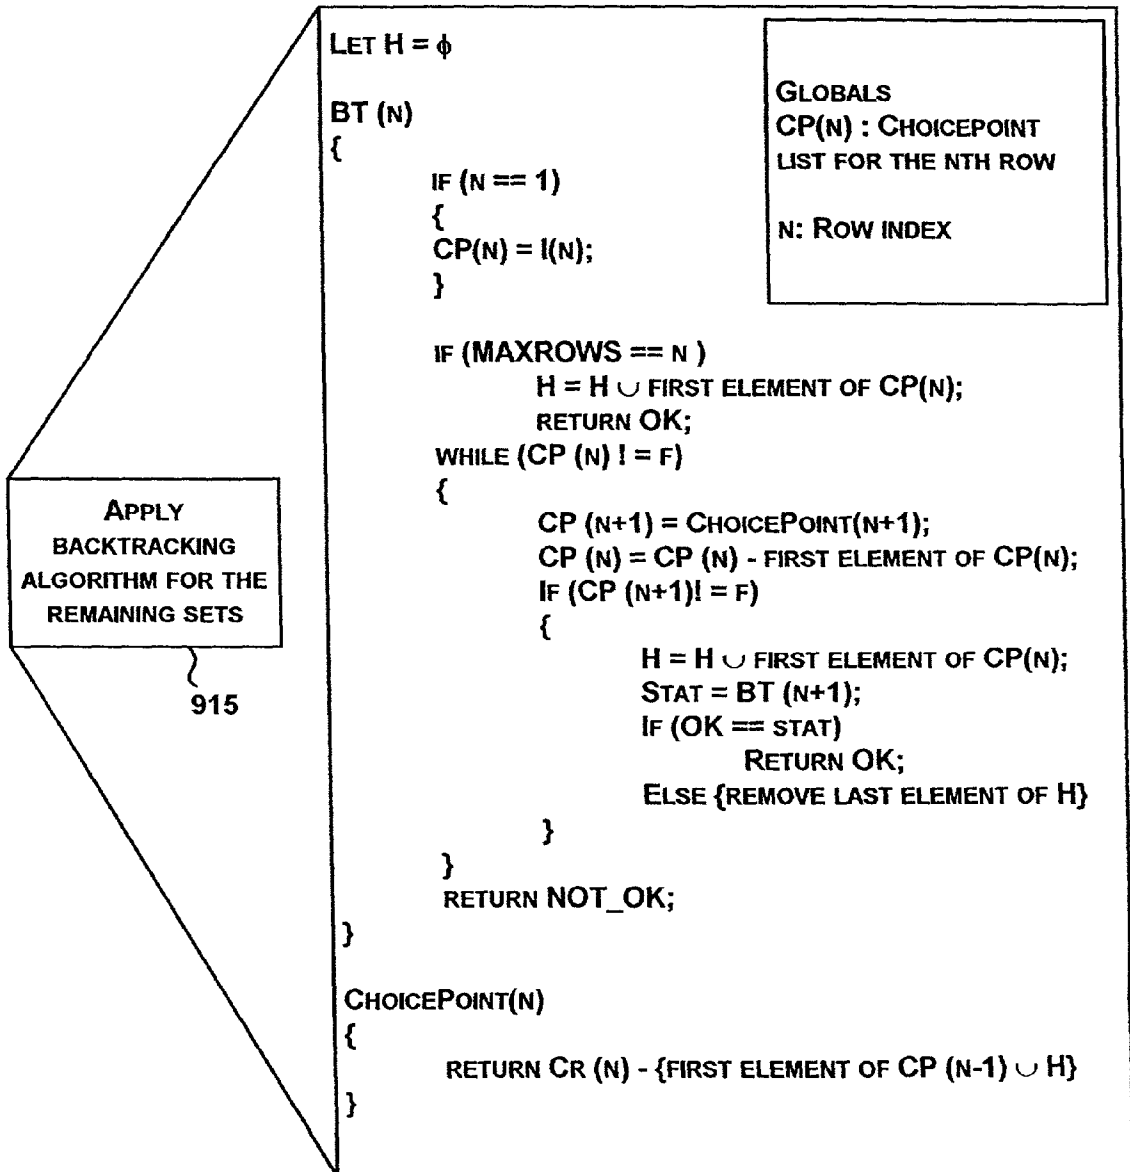 LET H = ϕ
BT (N)
{
IF (N == 1)
{
CP(N) = I(N);
}
IF (MAXROWS == N )
H = H ∪ FIRST ELEMENT OF CP(N);
RETURN OK;
WHILE (CP (N) ! = F)
{
CP (N+1) = CHOICEPOINT(N+1);
CP (N) = CP (N) - FIRST ELEMENT OF CP(N);
IF (CP (N+1)! = F)
{
H = H ∪ FIRST ELEMENT OF CP(N);
STAT = BT (N+1);
IF (OK == STAT)
RETURN OK;
ELSE {REMOVE LAST ELEMENT OF H}
}
}
RETURN NOT_OK;
}
CHOICEPOINT(N)
{
RETURN CR (N) - {FIRST ELEMENT OF CP (N-1) ∪ H}
}
GLOBALS
CP(N) : CHOICEPOINT
LIST FOR THE NTH ROW
N: ROW INDEX
APPLY
BACKTRACKING
ALGORITHM FOR THE
REMAINING SETS
915